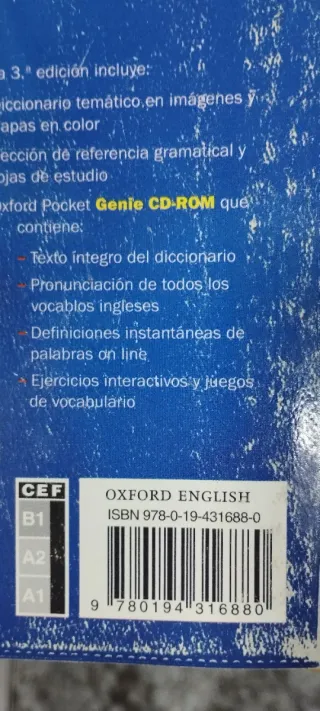 a 3.ª edición incluye:
iccionario temático en imágenes y
apas en color
ección de referencia gramatical y
ojas de estudio
xford Pocket Genie CD-ROM que
contiene:
– Texto íntegro del diccionario
– Pronunciación de todos los
vocablos ingleses
– Definiciones instantáneas de
palabras on line
– Ejercicios interactivos y juegos
de vocabulario
CEF
B1
A2
A1
OXFORD ENGLISH
ISBN 978-0-19-431688-0
9 780194 316880